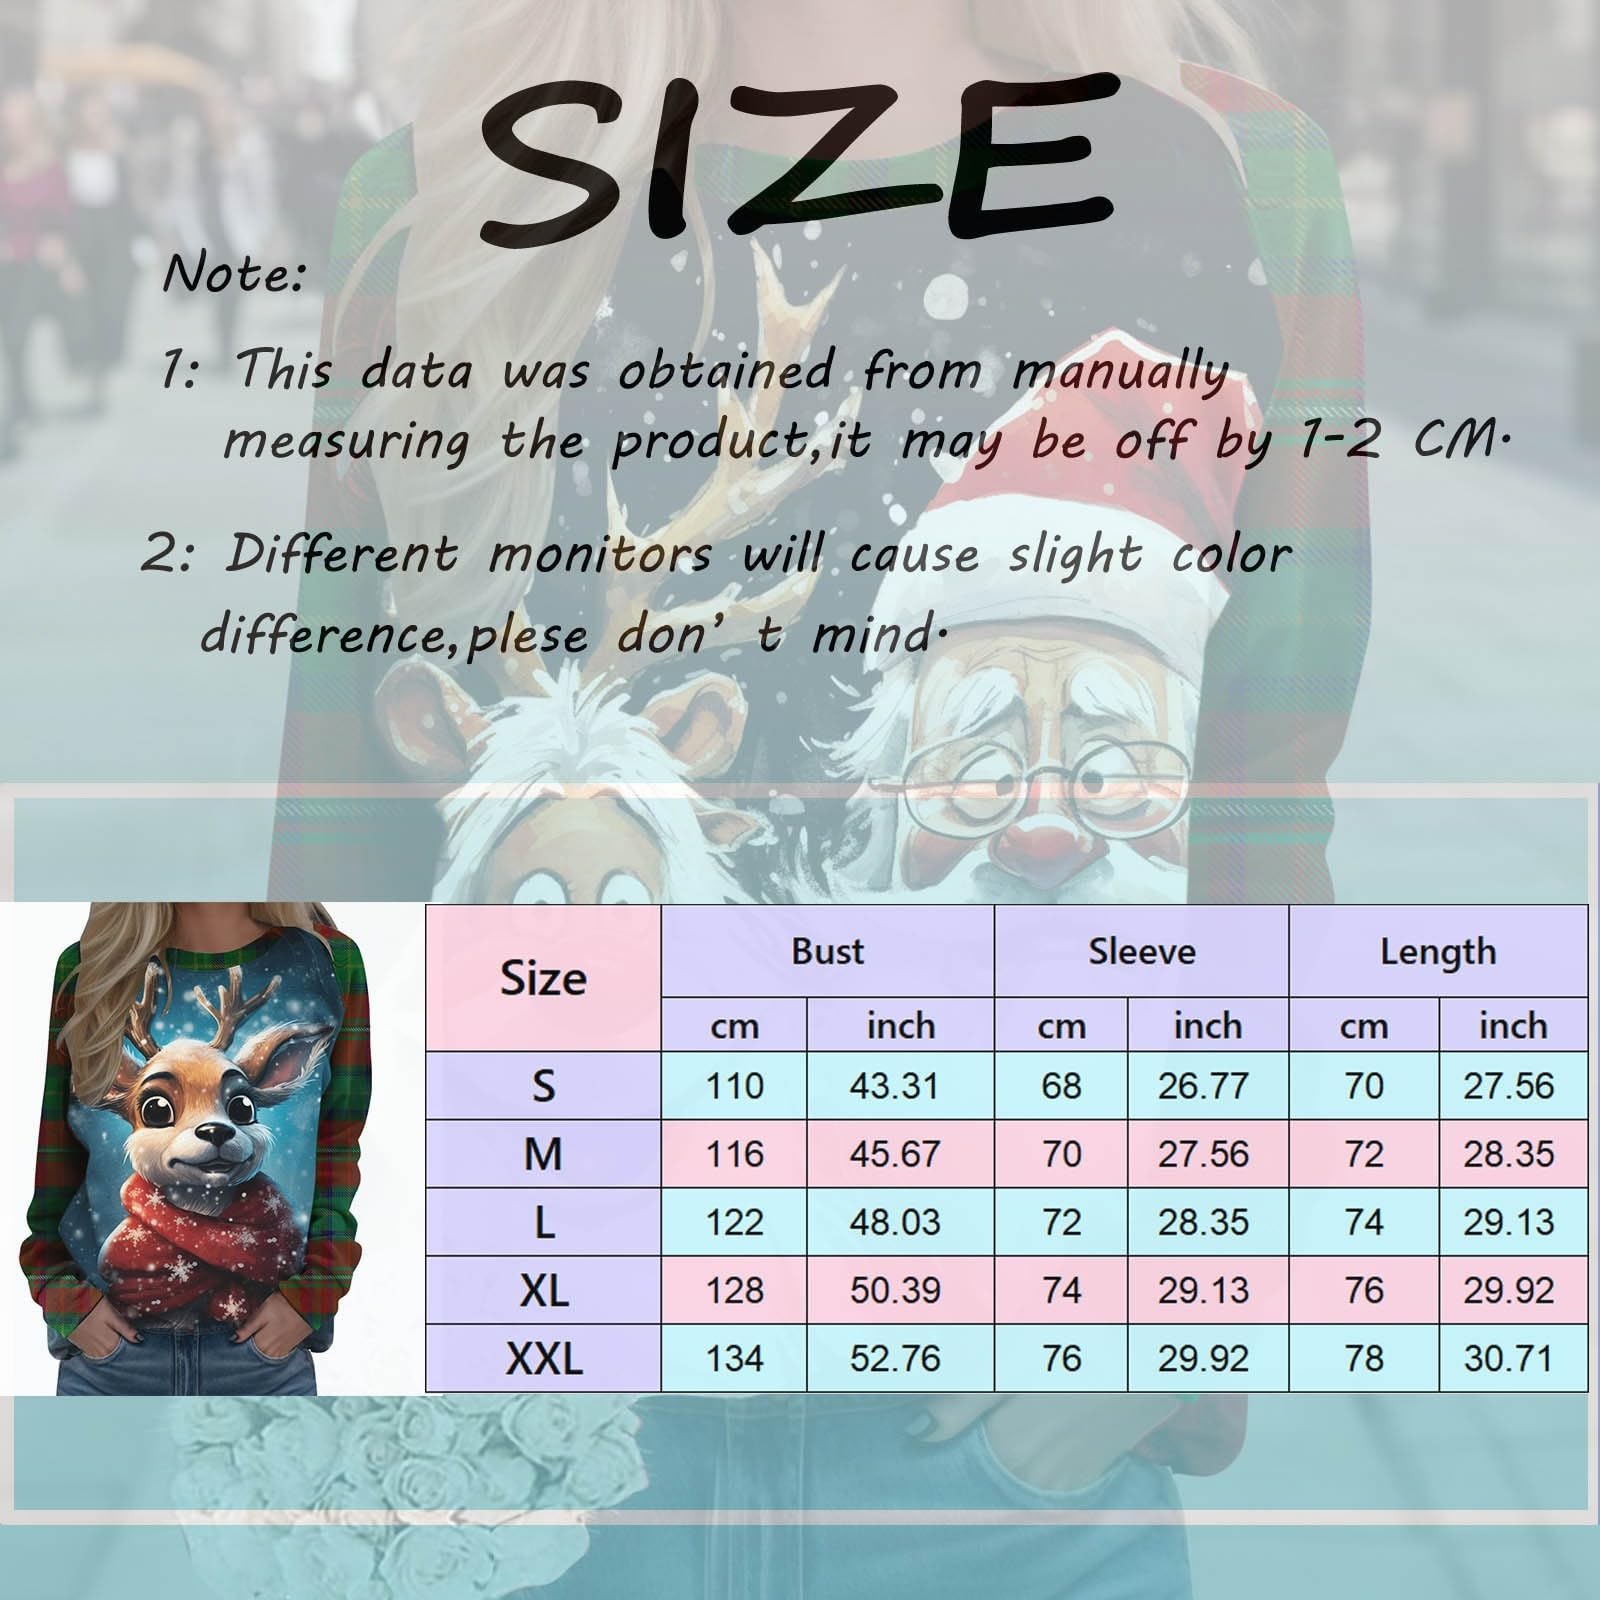 SIZE
Note:
1: This data was obtained from manually
measuring the product,it may be off by 1-2 CM.
2: Different monitors will cause slight color
difference,plese don't mind.
Size Bust Sleeve Length
cm inch cm inch cm inch
S 110 43.31 68 26.77 70 27.56
M 116 45.67 70 27.56 72 28.35
L 122 48.03 72 28.35 74 29.13
XL 128 50.39 74 29.13 76 29.92
XXL 134 52.76 76 29.92 78 30.71